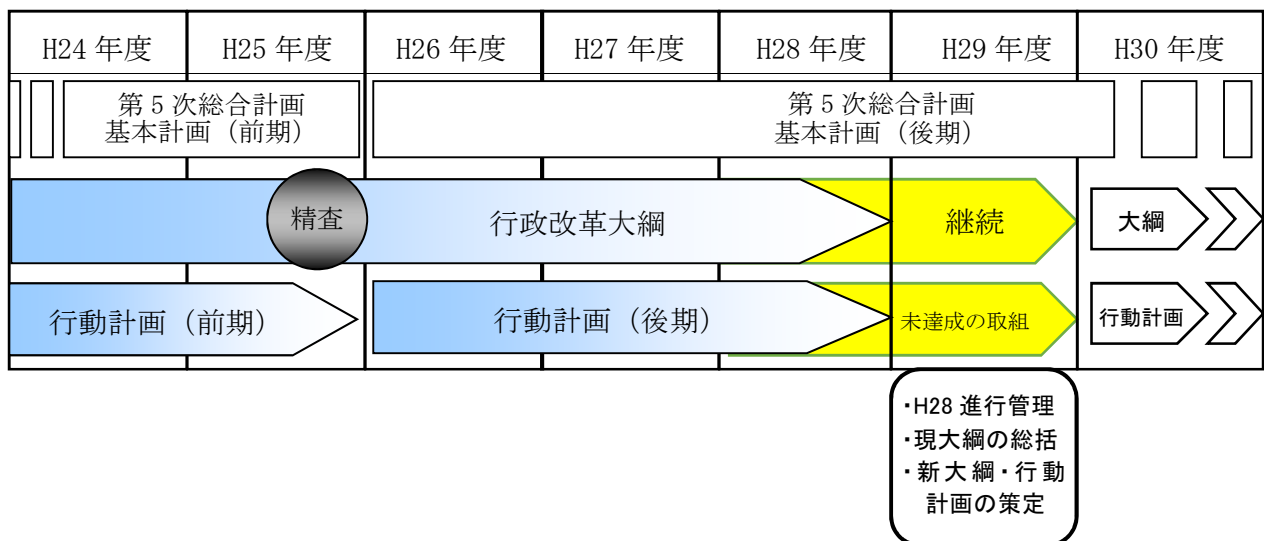 H24 年度
H25 年度
H26 年度
H27 年度
H28 年度
H29 年度
H30 年度
第 5 次総合計画
基本計画（前期）
第 5 次総合計画
基本計画（後期）
精査
行政改革大綱
継続
大綱
行動計画（前期）
行動計画（後期）
未達成の取組
行動計画
・H28 進行管理
・現大綱の総括
・新大綱・行動
計画の策定